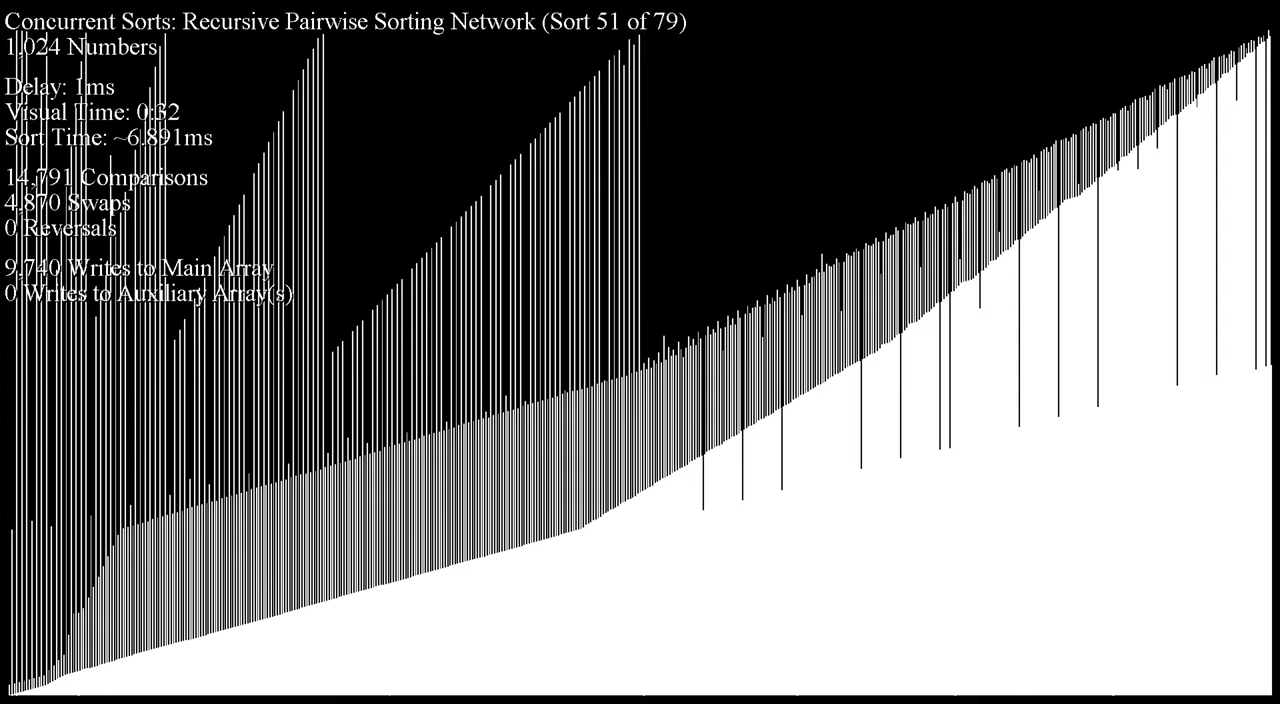 Concurrent Sorts: Recursive Pairwise Sorting Network (Sort 51 of 79)
1,024 Numbers
Delay: 1ms
Visual Time: 0:32
Sort Time: ~6.891ms
14,791 Comparisons
4,870 Swaps
0 Reversals
9,740 Writes to Main Array
0 Writes to Auxiliary Array(s)